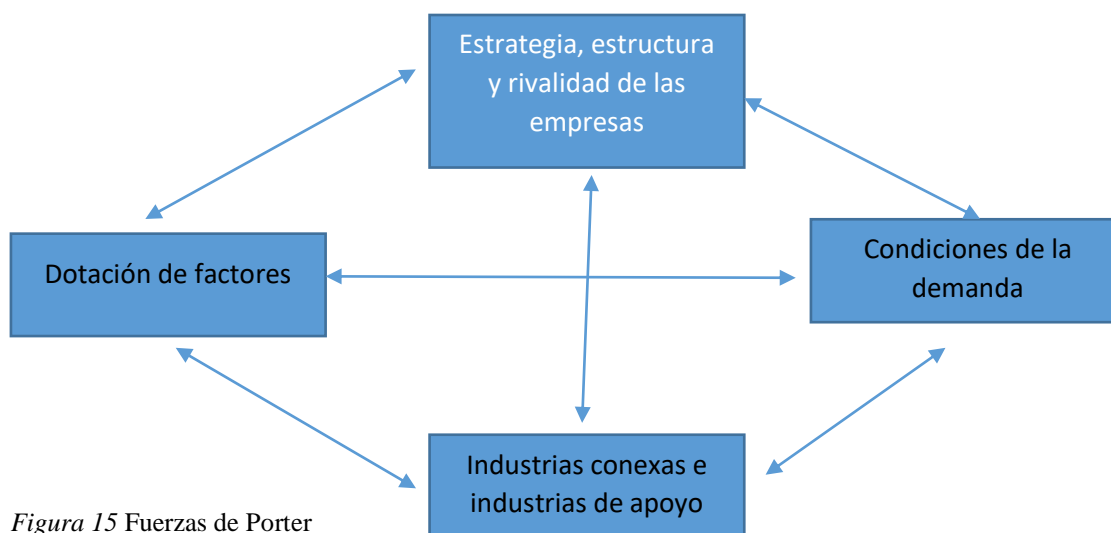 Estrategia, estructura
y rivalidad de las
empresas
Dotación de factores
Condiciones de la
demanda
Industrias conexas e
industrias de apoyo
Figura 15 Fuerzas de Porter